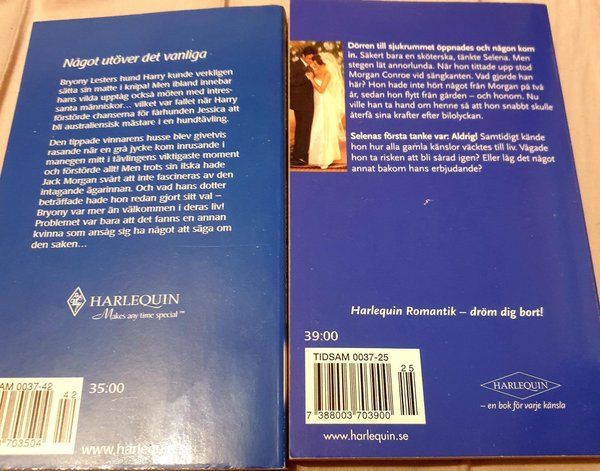 Något utöver det vanliga
Bryony Lesters hund Harry kunde verkligen
sätta sin matte i knipa! Men ibland innebar
hans vilda upptåg också möten med intres-
santa människor... vilket var fallet när Harry
förstörde chanserna för fårhunden Jessica att
bli australiensisk mästare i en hundtävling.
Den tippade vinnarens husse blev givetvis
rasande när en grå jycke kom inrusande i
manegen mitt i tävlingens viktigaste moment
och förstörde allt! Men trots sin ilska hade
Jack Morgan svårt att inte fascineras av den
intagande ägarinnan. Och vad hans dotter
beträffade hade hon redan gjort sitt val –
Bryony var mer än välkommen i deras liv!
Problemet var bara att det fanns en annan
kvinna som ansåg sig ha något att säga om
den saken...
HARLEQUIN
Makes any time special™
AM 0037-42
35:00
42
703504
www.harlequin.se
Dörren till sjukrummet öppnades och någon kom
in. Säkert bara en sköterska, tänkte Selena. Men
stegen lät annorlunda. När hon tittade upp stod
Morgan Conroe vid sängkanten. Vad gjorde han
här? Hon hade inte hört något från Morgan på två
år, sedan hon flytt från gården – och honom. Nu
ville han ta hand om henne så att hon snabbt skulle
återfå sina krafter efter bilolyckan.
Selenas första tanke var: Aldrig! Samtidigt kände
hon hur alla gamla känslor väcktes till liv. Vågade
hon ta risken att bli sårad igen? Eller låg det något
annat bakom hans erbjudande?
Harlequin Romantik – dröm dig bort!
39:00
TIDSAM 0037-25
25
7 388003 703900
www.harlequin.se
HARLEQUIN
– en bok för varje känsla